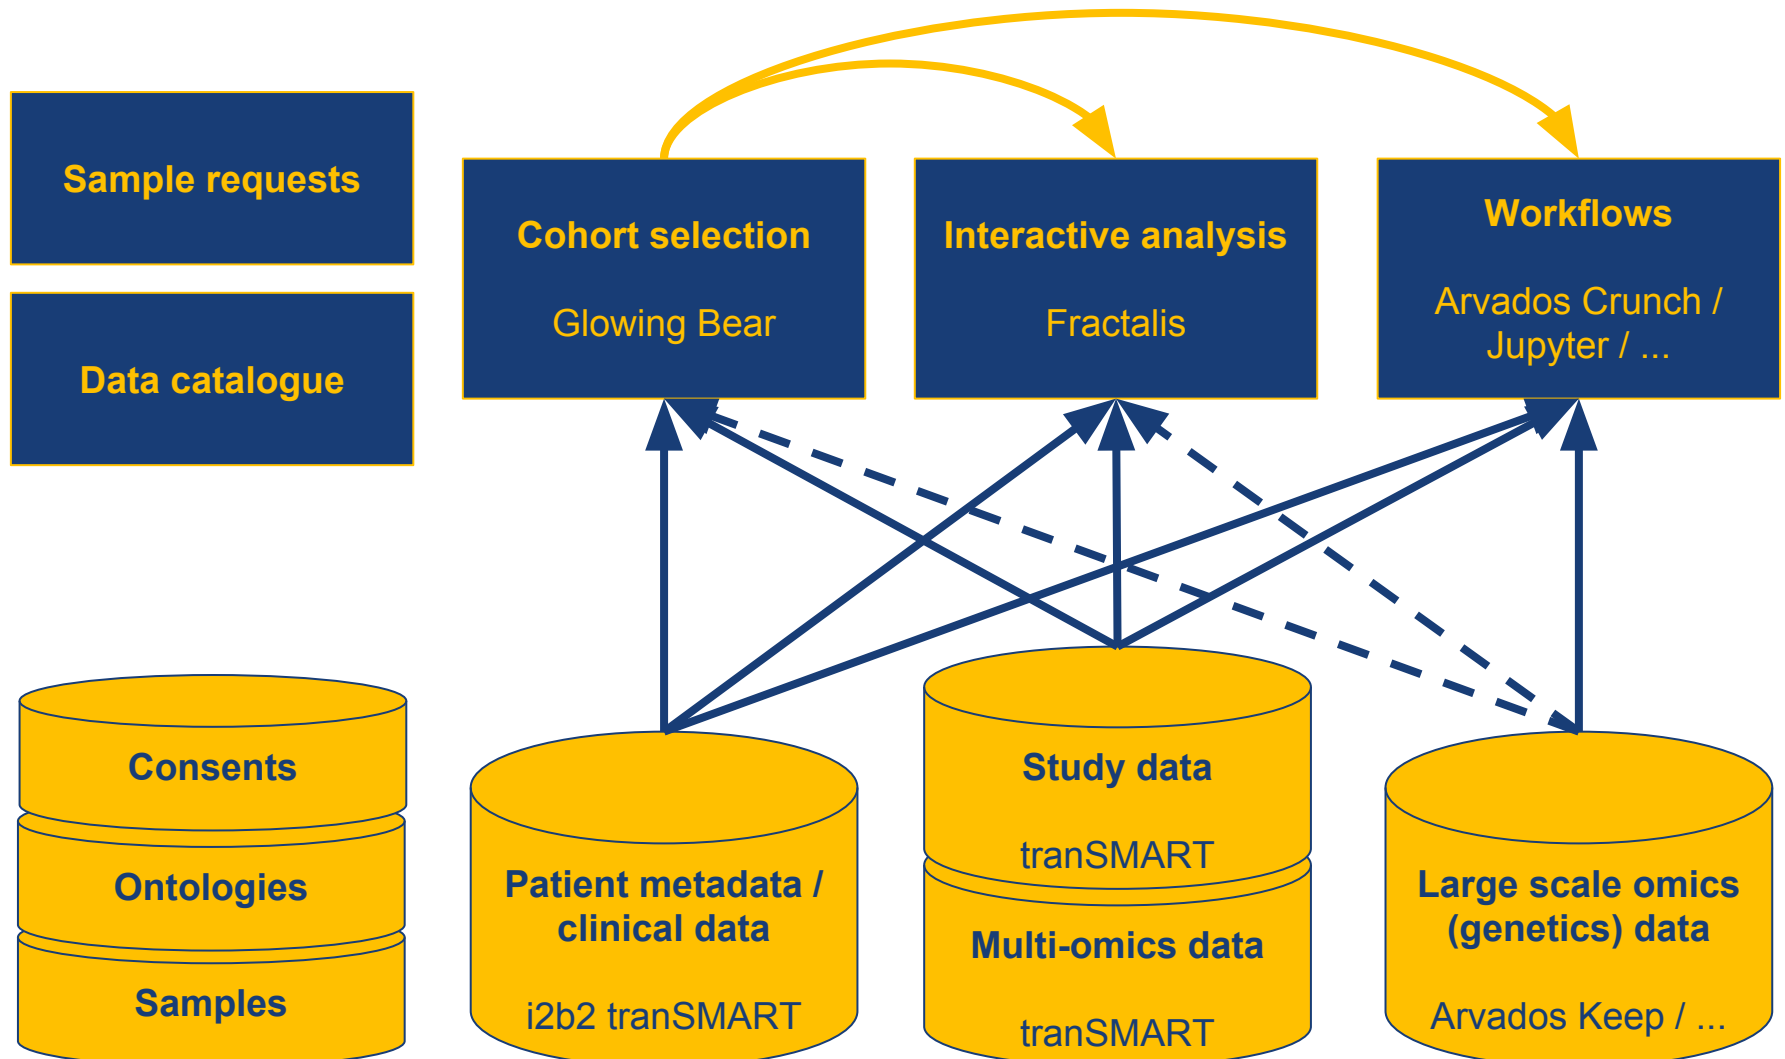 Sample requests
Data catalogue
Cohort selection
Glowing Bear
Interactive analysis
Fractalis
Workflows
Arvados Crunch /
Jupyter / ...
Consents
Ontologies
Samples
Patient metadata /
clinical data
i2b2 tranSMART
Study data
tranSMART
Multi-omics data
tranSMART
Large scale omics
(genetics) data
Arvados Keep / ...